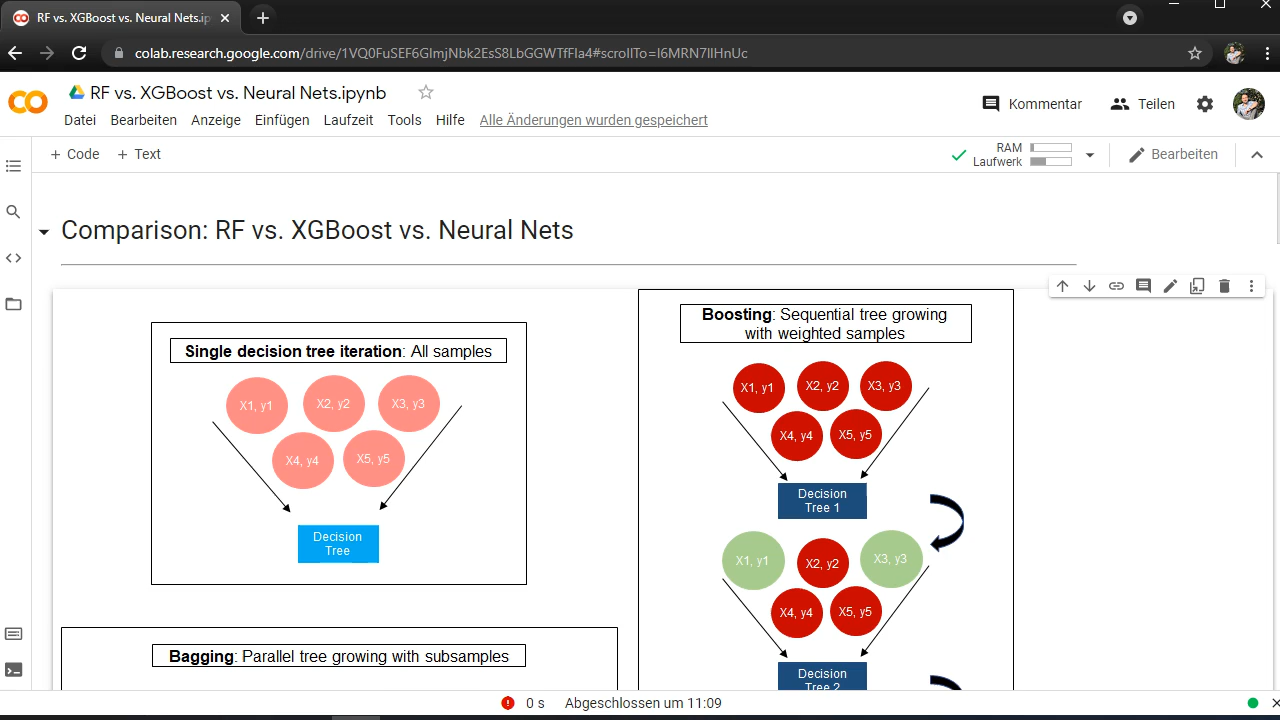 RF vs. XGBoost vs. Neural Nets.ip
colab.research.google.com/drive/1VQ0FuSEF6GlmjNbk2EsS8LbGGWTfFla4#scrollTo=l6MRN7IlHnUc
RF vs. XGBoost vs. Neural Nets.ipynb
Kommentar
Teilen
Datei Bearbeiten Anzeige Einfügen Laufzeit Tools Hilfe Alle Änderungen wurden gespeichert
+ Code + Text
RAM
Laufwerk
Bearbeiten
Comparison: RF vs. XGBoost vs. Neural Nets
Single decision tree iteration: All samples
X1, y1 X2, y2 X3, y3
X4, y4 X5, y5
Decision
Tree
Bagging: Parallel tree growing with subsamples
Boosting: Sequential tree growing
with weighted samples
X1, y1 X2, y2 X3, y3
X4, y4 X5, y5
Decision
Tree 1
X1, y1 X2, y2 X3, y3
X4, y4 X5, y5
Decision
Tree 2
0 s Abgeschlossen um 11:09